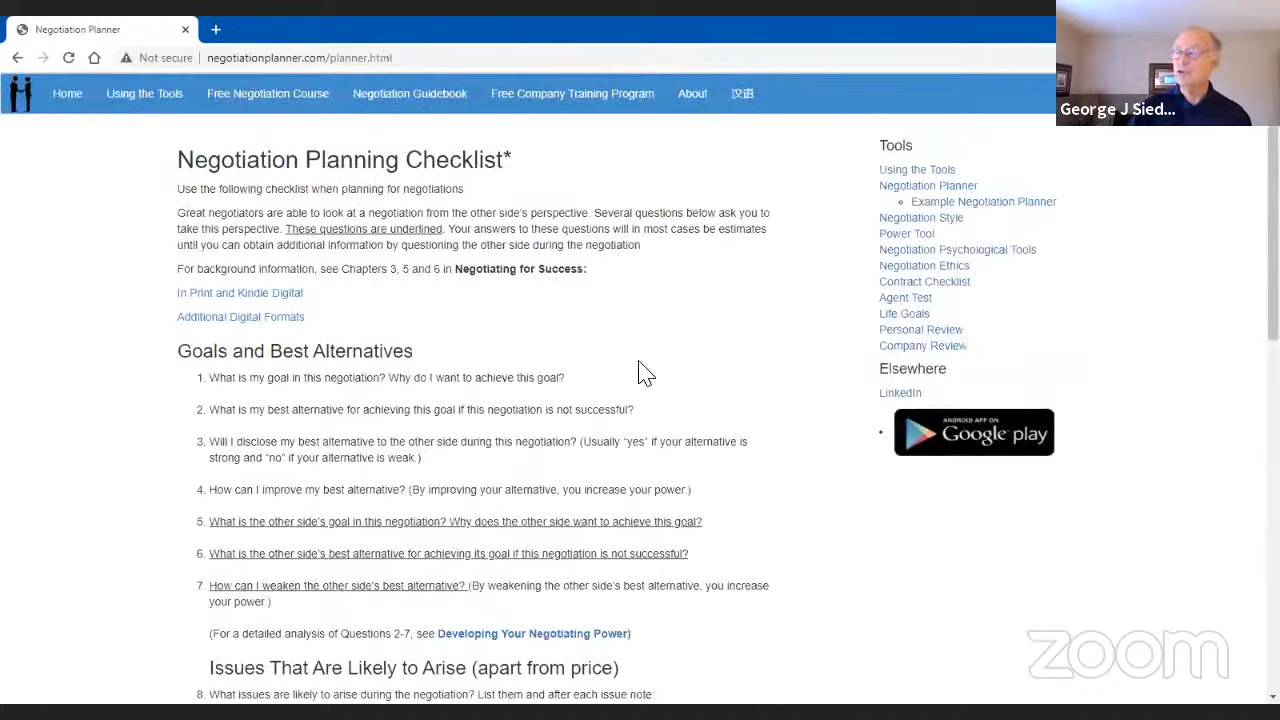 Negotiation Planner
Not secure
negotiationplanner.com/planner.html
Home
Using the Tools
Free Negotiation Course
Negotiation Guidebook
Free Company Training Program
About
汉语
George J Sied...
Negotiation Planning Checklist*
Use the following checklist when planning for negotiations
Great negotiators are able to look at a negotiation from the other side's perspective. Several questions below ask you to
take this perspective. These questions are underlined. Your answers to these questions will in most cases be estimates
until you can obtain additional information by questioning the other side during the negotiation
For background information, see Chapters 3, 5 and 6 in Negotiating for Success:
In Print and Kindle Digital
Additional Digital Formats
Goals and Best Alternatives
1. What is my goal in this negotiation? Why do I want to achieve this goal?
2. What is my best alternative for achieving this goal if this negotiation is not successful?
3. Will I disclose my best alternative to the other side during this negotiation? (Usually “yes” if your alternative is
strong and “no” if your alternative is weak.)
4. How can I improve my best alternative? (By improving your alternative, you increase your power.)
5. What is the other side's goal in this negotiation? Why does the other side want to achieve this goal?
6. What is the other side's best alternative for achieving its goal if this negotiation is not successful?
7. How can I weaken the other side's best alternative? (By weakening the other side's best alternative, you increase
your power.)
(For a detailed analysis of Questions 2-7, see Developing Your Negotiating Power)
Issues That Are Likely to Arise (apart from price)
8. What issues are likely to arise during the negotiation? List them and after each issue note:
Tools
Using the Tools
Negotiation Planner
Example Negotiation Planner
Negotiation Style
Power Tool
Negotiation Psychological Tools
Negotiation Ethics
Contract Checklist
Agent Test
Life Goals
Personal Review
Company Review
Elsewhere
LinkedIn
ANDROID APP ON
Google play
zoom